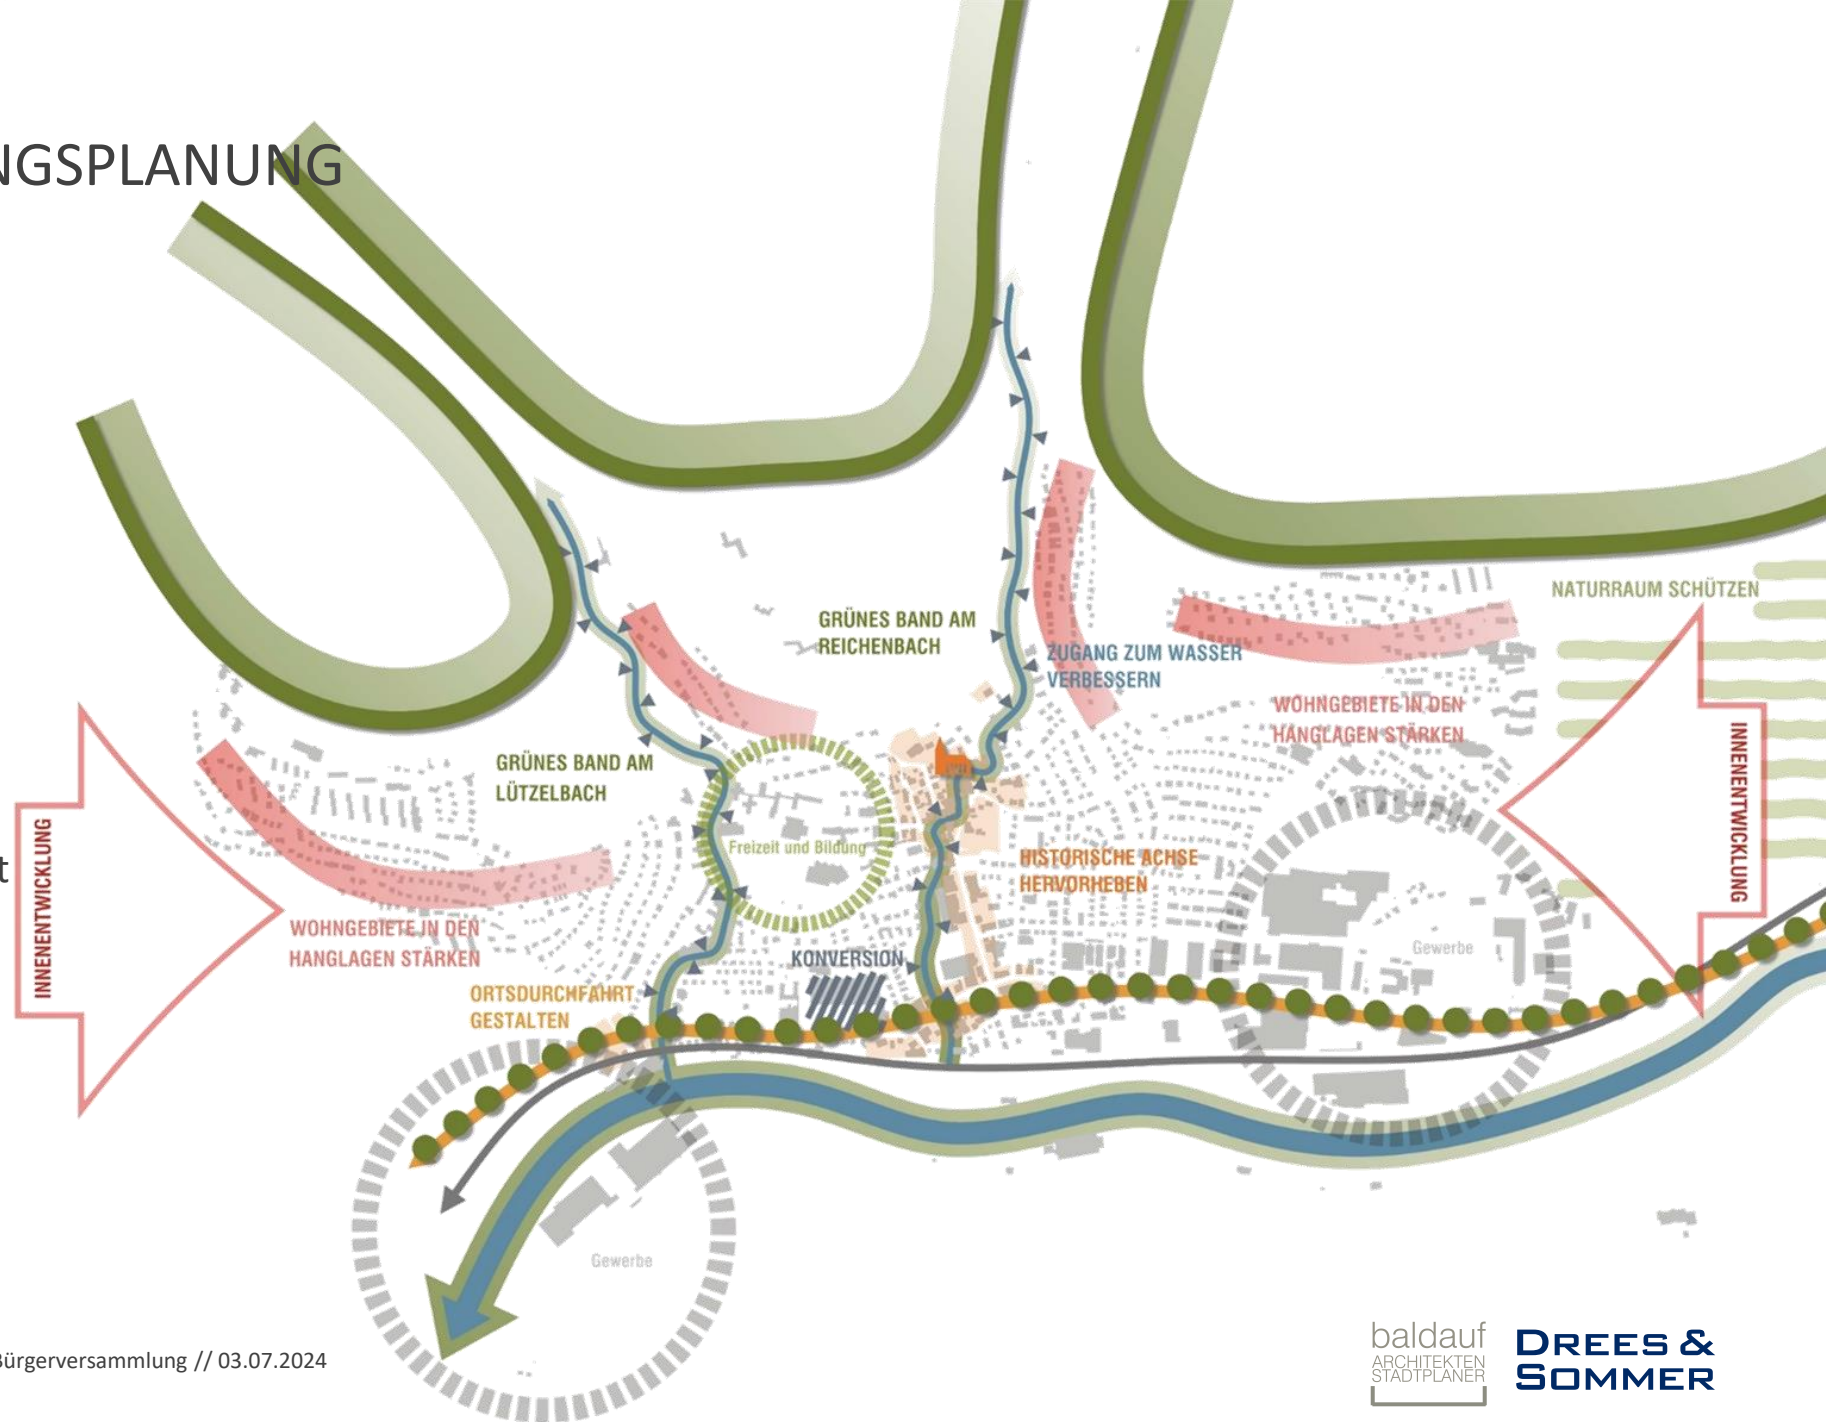 NGSPLANUNG
NATURRAUM SCHÜTZEN
GRÜNES BAND AM
REICHENBACH
ZUGANG ZUM WASSER
VERBESSERN
WOHNGEBIETE IN DEN
HANGLAGEN STÄRKEN
INNENENTWICKLUNG
GRÜNES BAND AM
LÜTZELBACH
Freizeit und Bildung
HISTORISCHE ACHSE
HERVORHEBEN
t
INNENENTWICKLUNG
WOHNGEBIETE IN DEN
HANGLAGEN STÄRKEN
KONVERSION
Gewerbe
ORTSDURCHFAHRT
GESTALTEN
Gewerbe
Bürgerversammlung // 03.07.2024
baldauf
ARCHITEKTEN
STADTPLANER
DREES &
SOMMER